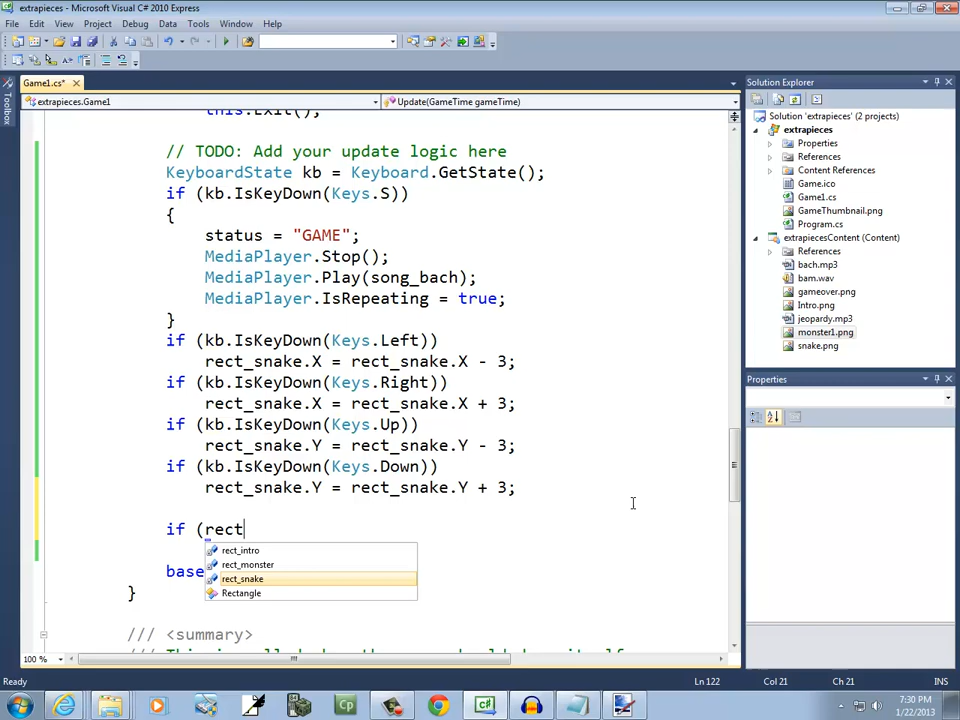 extrapieces - Microsoft Visual C# 2010 Express
File Edit View Project Debug Data Tools Window Help
Game1.cs*
Toolbox
extrapieces.Game1
Update(GameTime gameTime)
this.Exit();
// TODO: Add your update logic here
KeyboardState kb = Keyboard.GetState();
if (kb.IsKeyDown(Keys.S))
{
status = "GAME";
MediaPlayer.Stop();
MediaPlayer.Play(song_bach);
MediaPlayer.IsRepeating = true;
}
if (kb.IsKeyDown(Keys.Left))
rect_snake.X = rect_snake.X - 3;
if (kb.IsKeyDown(Keys.Right))
rect_snake.X = rect_snake.X + 3;
if (kb.IsKeyDown(Keys.Up))
rect_snake.Y = rect_snake.Y - 3;
if (kb.IsKeyDown(Keys.Down))
rect_snake.Y = rect_snake.Y + 3;
if (rect
rect_intro
rect_monster
rect_snake
Rectangle
base
}
/// <summary>
100 %
Solution Explorer
Solution 'extrapieces' (2 projects)
extrapieces
Properties
References
Content References
Game.ico
Game1.cs
GameThumbnail.png
Program.cs
extrapiecesContent (Content)
References
bach.mp3
bam.wav
gameover.png
Intro.png
jeopardy.mp3
monster1.png
snake.png
Properties
Ready
Ln 122
Col 21
Ch 21
INS
Cp
7:30 PM
1/22/2013